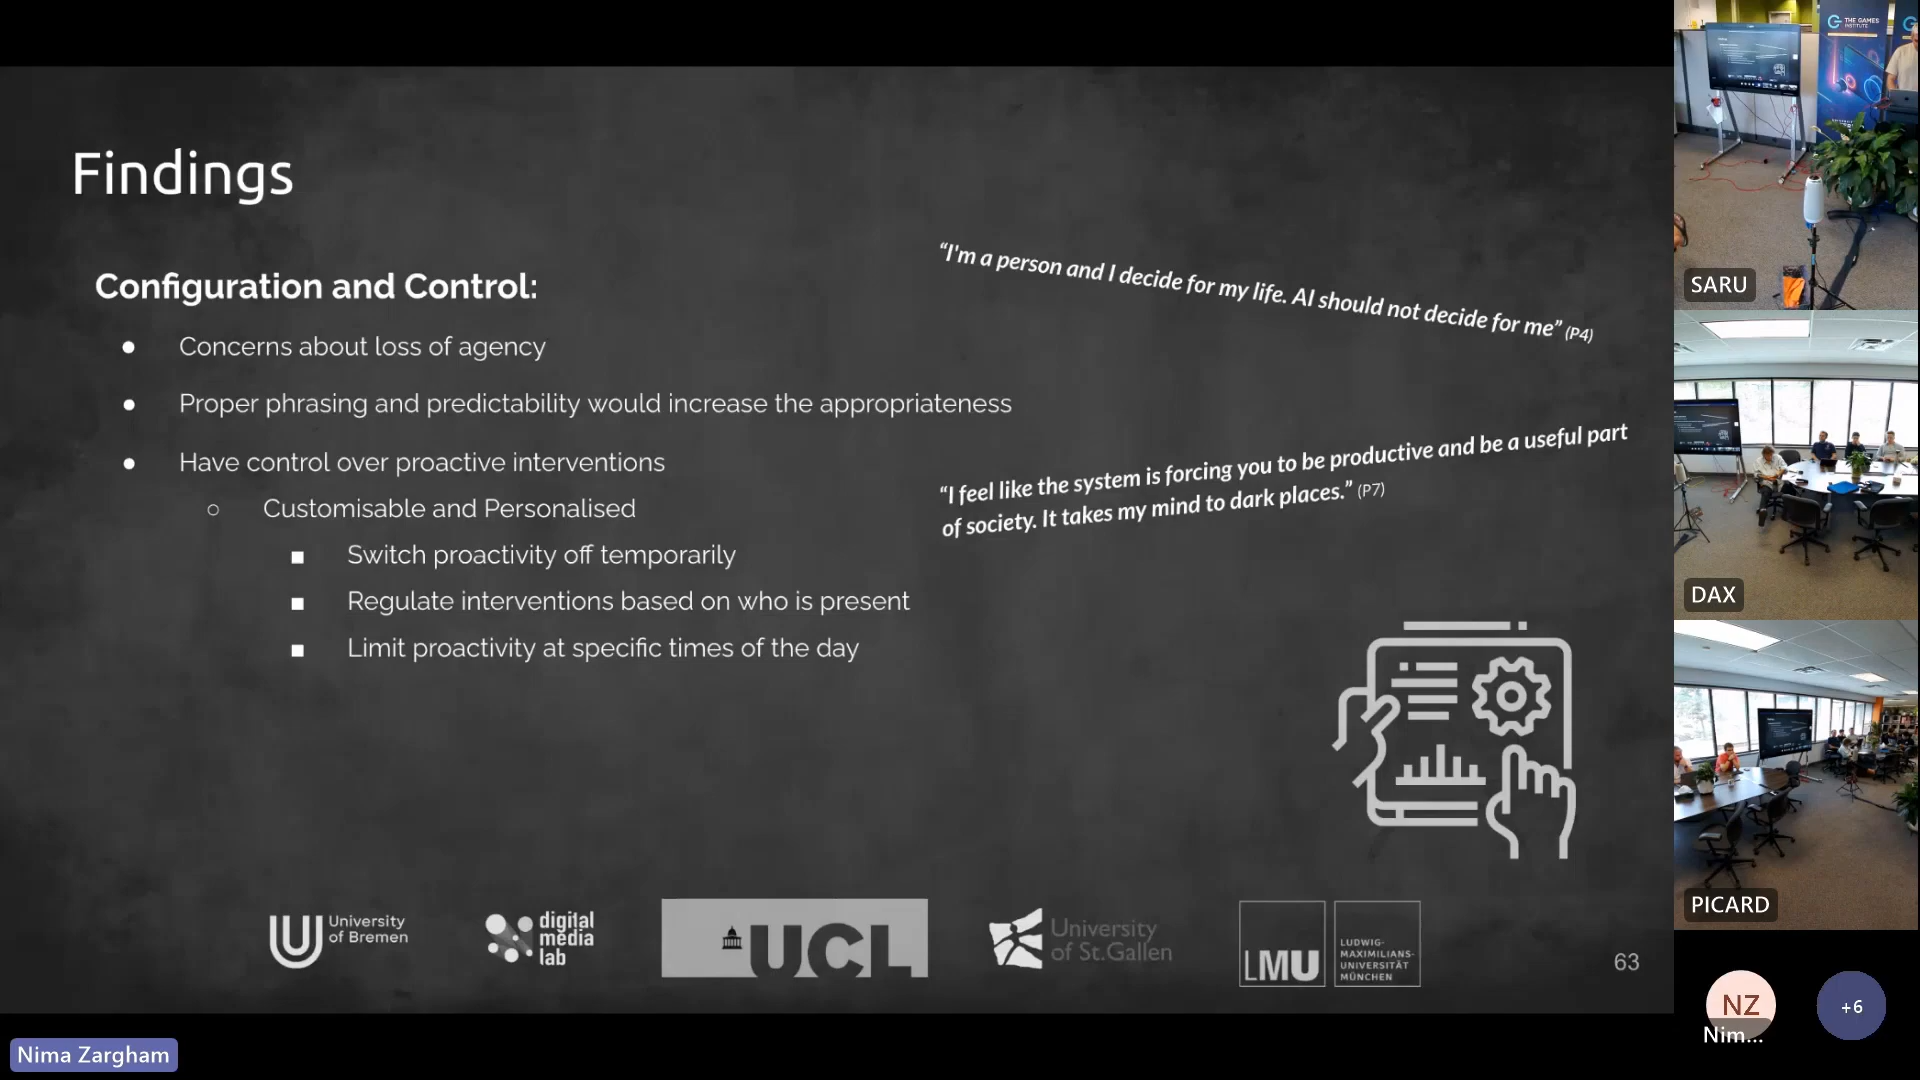 Findings
Configuration and Control:
● Concerns about loss of agency
● Proper phrasing and predictability would increase the appropriateness
● Have control over proactive interventions
○ Customisable and Personalised
■ Switch proactivity off temporarily
■ Regulate interventions based on who is present
■ Limit proactivity at specific times of the day
“I'm a person and I decide for my life. AI should not decide for me” (P4)
“I feel like the system is forcing you to be productive and be a useful part
of society. It takes my mind to dark places.” (P7)
University
of Bremen
digital
media
lab
UCL
University
of St.Gallen
LMU
LUDWIG-
MAXIMILIANS-
UNIVERSITÄT
MÜNCHEN
63
Nima Zargham
THE GAMES
INSTITUTE
SARU
DAX
PICARD
NZ
Nim...
+6